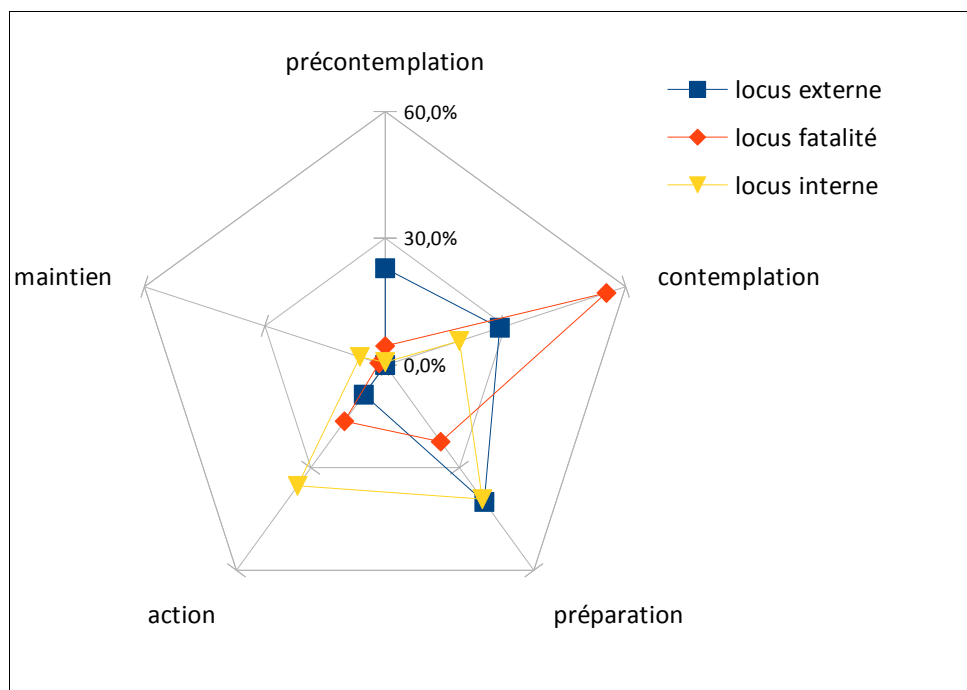 précontemplation
60,0%
locus externe
locus fatalité
locus interne
30,0%
maintien
contemplation
0,0%
action
préparation